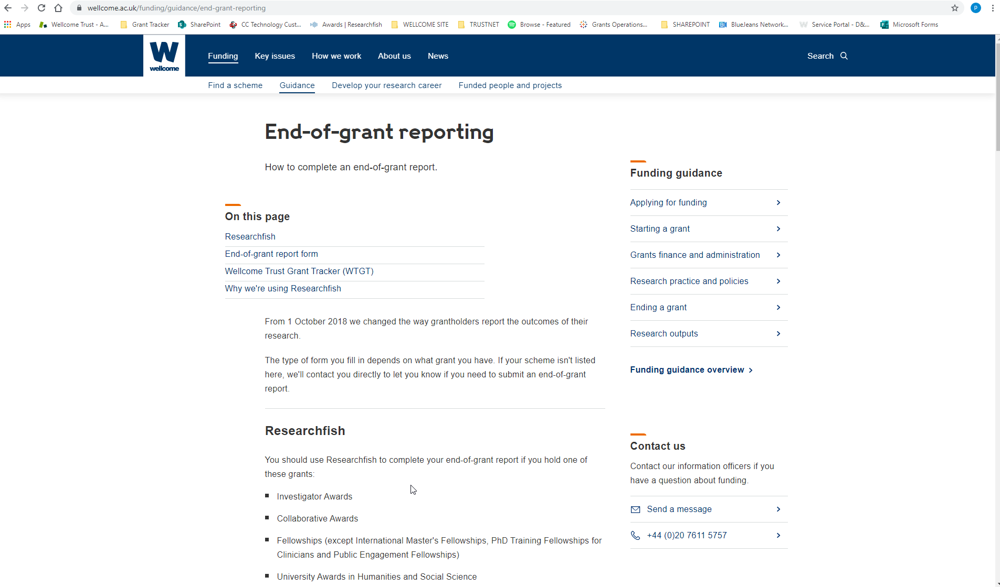 wellcome.ac.uk/funding/guidance/end-grant-reporting
P
Apps
Wellcome Trust - A...
Grant Tracker
SharePoint
CC Technology Cust...
Awards | Researchfish
WELLCOME SITE
TRUSTNET
Browse - Featured
Grants Operations...
SHAREPOINT
BlueJeans Network...
Service Portal - D&...
Microsoft Forms
W
wellcome
Funding
Key issues
How we work
About us
News
Search
Find a scheme
Guidance
Develop your research career
Funded people and projects
End-of-grant reporting
How to complete an end-of-grant report.
On this page
Researchfish
End-of-grant report form
Wellcome Trust Grant Tracker (WTGT)
Why we're using Researchfish
From 1 October 2018 we changed the way grantholders report the outcomes of their
research.
The type of form you fill in depends on what grant you have. If your scheme isn't listed
here, we'll contact you directly to let you know if you need to submit an end-of-grant
report.
Researchfish
You should use Researchfish to complete your end-of-grant report if you hold one of
these grants:
Investigator Awards
Collaborative Awards
Fellowships (except International Master's Fellowships, PhD Training Fellowships for
Clinicians and Public Engagement Fellowships)
University Awards in Humanities and Social Science
Funding guidance
Applying for funding
Starting a grant
Grants finance and administration
Research practice and policies
Ending a grant
Research outputs
Funding guidance overview
Contact us
Contact our information officers if you
have a question about funding.
Send a message
+44 (0)20 7611 5757